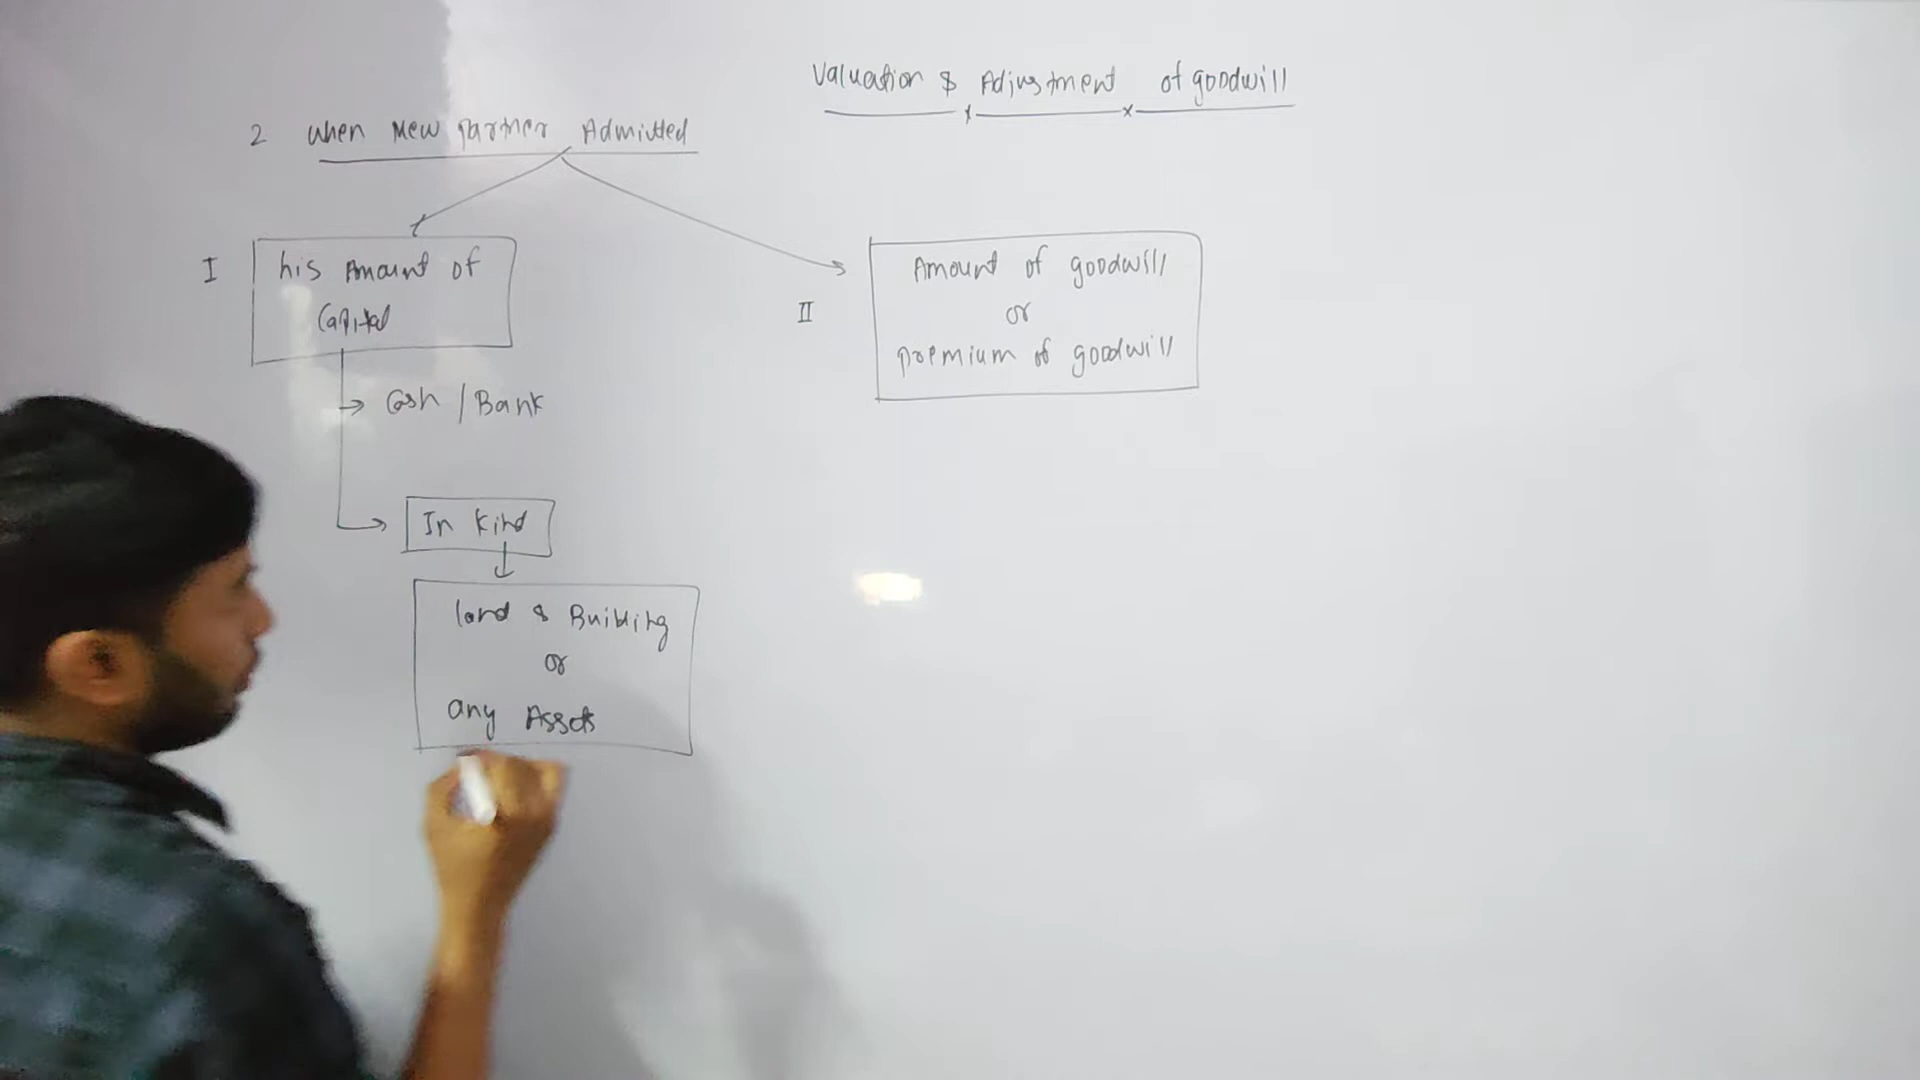 Valuation & Adjustment of goodwill
2 when New partner Admitted
I his Amount of
Capital
Cash / Bank
In Kind
land & Building
or
any Assets
II Amount of goodwill
or
premium of goodwill